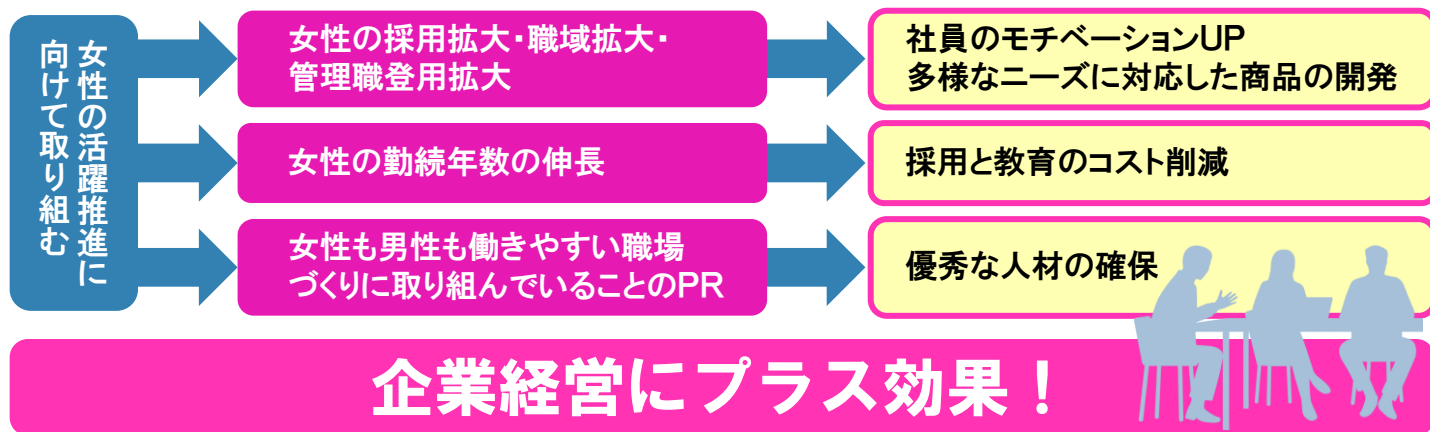 女性の活躍推進に
向けて取り組む
女性の採用拡大・職域拡大・
管理職登用拡大
社員のモチベーションUP
多様なニーズに対応した商品の開発
女性の勤続年数の伸長
採用と教育のコスト削減
女性も男性も働きやすい職場
づくりに取り組んでいることのPR
優秀な人材の確保
企業経営にプラス効果！